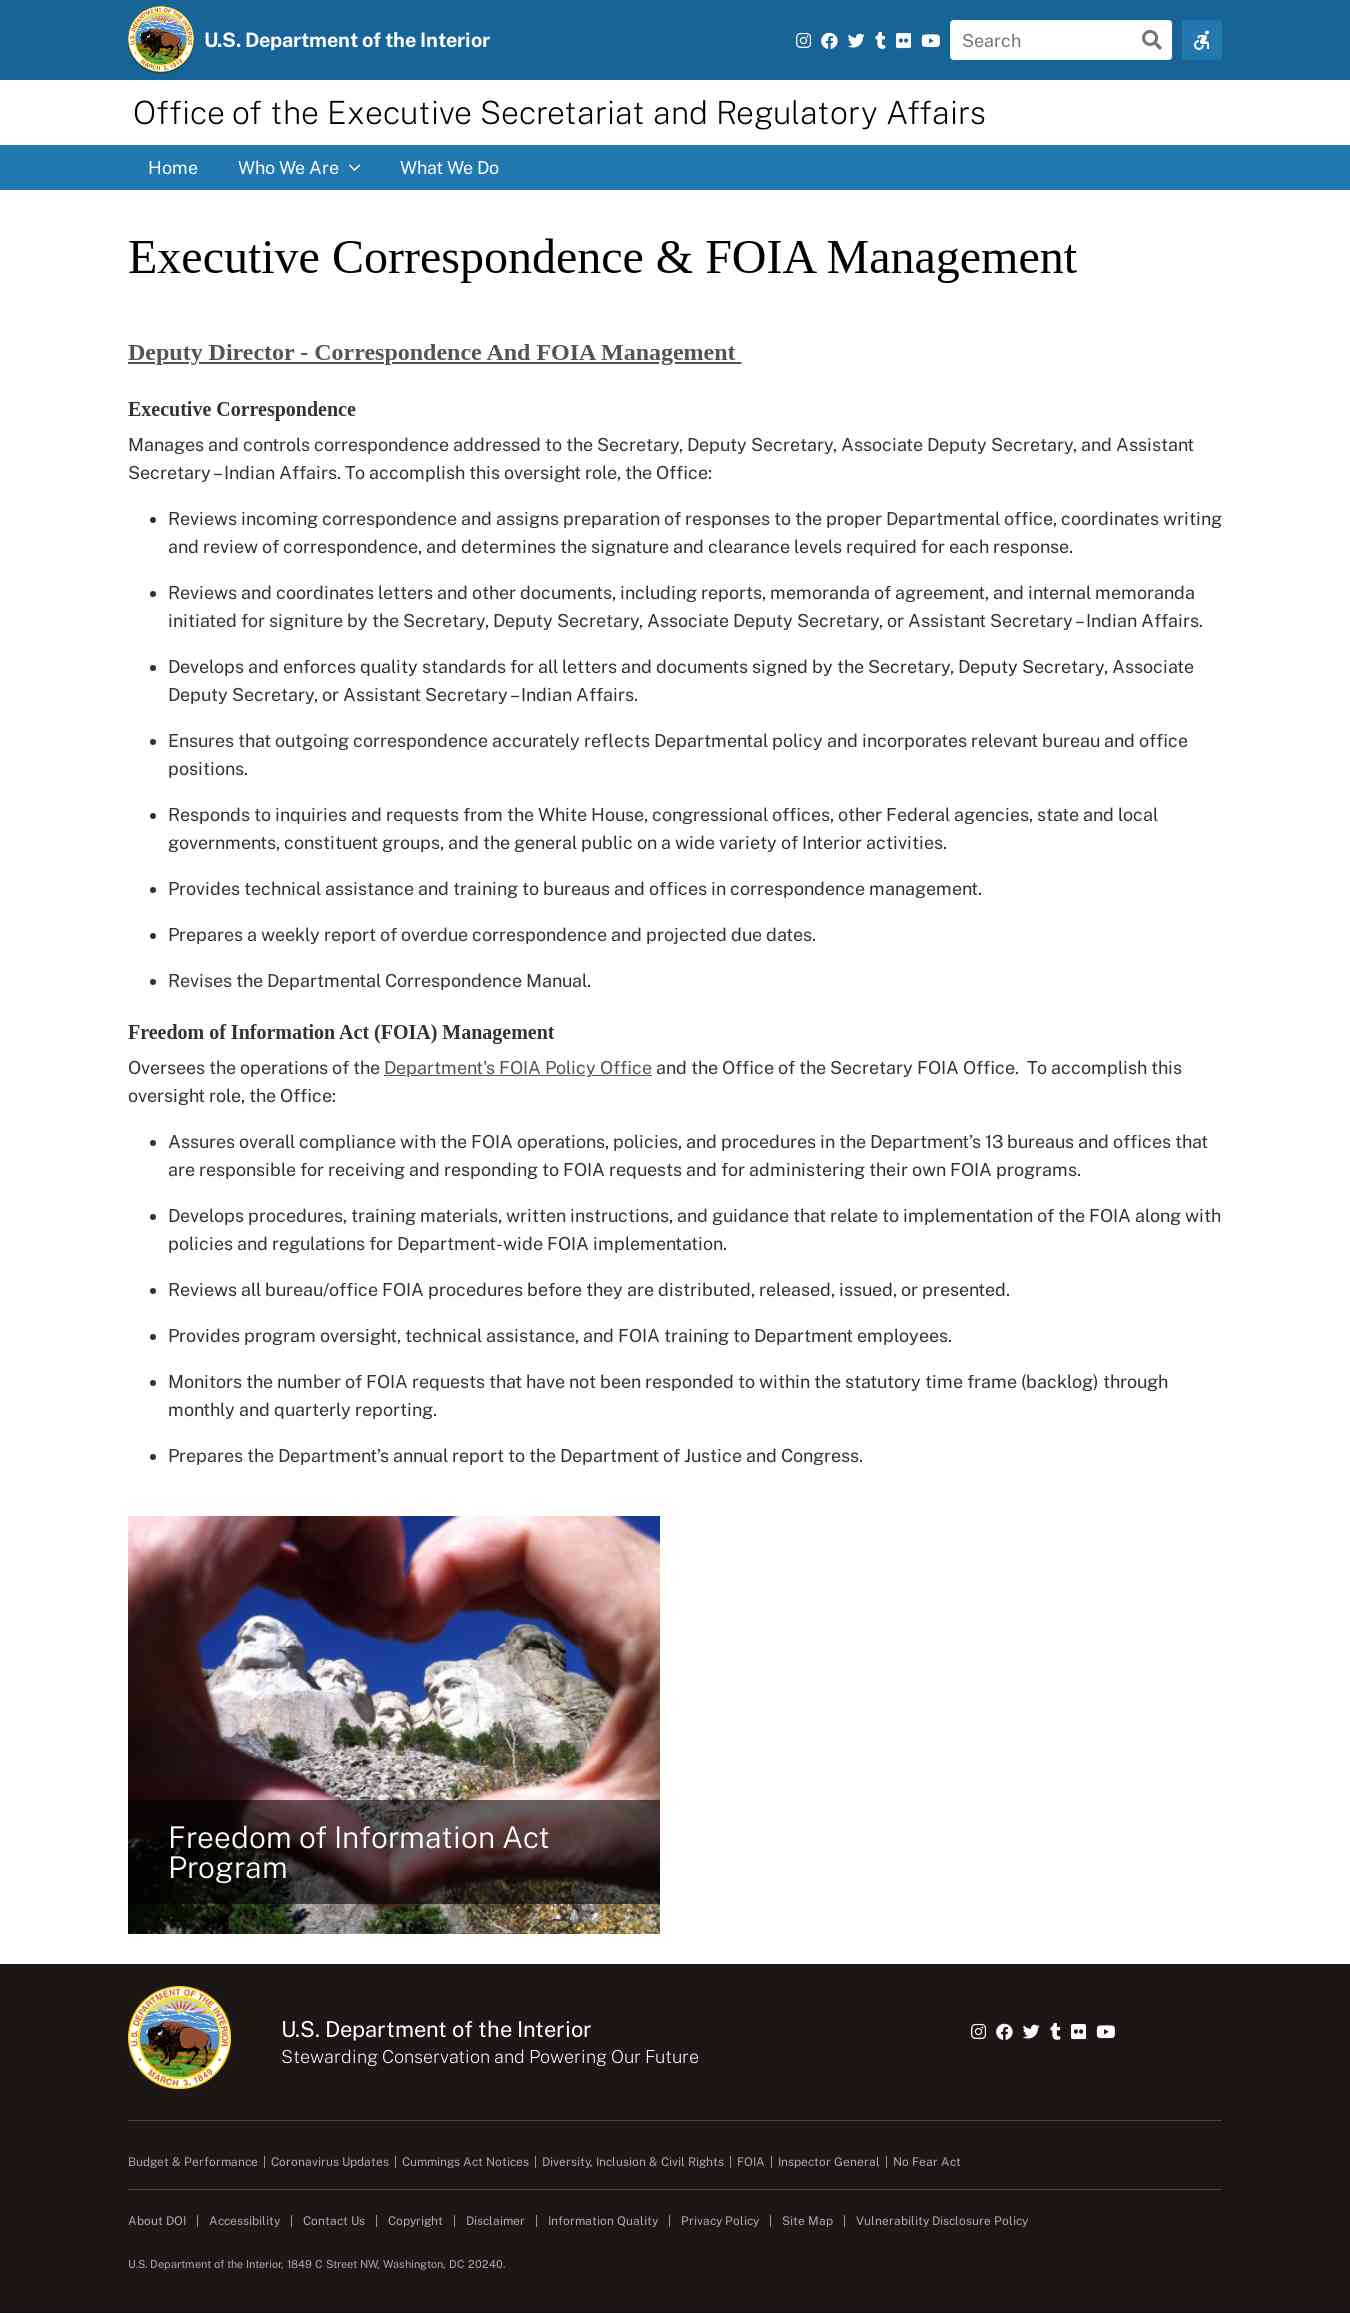 U.S. Department of the Interior
Search
Office of the Executive Secretariat and Regulatory Affairs
Home
Who We Are
What We Do
Executive Correspondence & FOIA Management
Deputy Director - Correspondence And FOIA Management
Executive Correspondence
Manages and controls correspondence addressed to the Secretary, Deputy Secretary, Associate Deputy Secretary, and Assistant
Secretary – Indian Affairs. To accomplish this oversight role, the Office:
• Reviews incoming correspondence and assigns preparation of responses to the proper Departmental office, coordinates writing
and review of correspondence, and determines the signature and clearance levels required for each response.
• Reviews and coordinates letters and other documents, including reports, memoranda of agreement, and internal memoranda
initiated for signiture by the Secretary, Deputy Secretary, Associate Deputy Secretary, or Assistant Secretary – Indian Affairs.
• Develops and enforces quality standards for all letters and documents signed by the Secretary, Deputy Secretary, Associate
Deputy Secretary, or Assistant Secretary – Indian Affairs.
• Ensures that outgoing correspondence accurately reflects Departmental policy and incorporates relevant bureau and office
positions.
• Responds to inquiries and requests from the White House, congressional offices, other Federal agencies, state and local
governments, constituent groups, and the general public on a wide variety of Interior activities.
• Provides technical assistance and training to bureaus and offices in correspondence management.
• Prepares a weekly report of overdue correspondence and projected due dates.
• Revises the Departmental Correspondence Manual.
Freedom of Information Act (FOIA) Management
Oversees the operations of the Department's FOIA Policy Office and the Office of the Secretary FOIA Office.  To accomplish this
oversight role, the Office:
• Assures overall compliance with the FOIA operations, policies, and procedures in the Department’s 13 bureaus and offices that
are responsible for receiving and responding to FOIA requests and for administering their own FOIA programs.
• Develops procedures, training materials, written instructions, and guidance that relate to implementation of the FOIA along with
policies and regulations for Department-wide FOIA implementation.
• Reviews all bureau/office FOIA procedures before they are distributed, released, issued, or presented.
• Provides program oversight, technical assistance, and FOIA training to Department employees.
• Monitors the number of FOIA requests that have not been responded to within the statutory time frame (backlog) through
monthly and quarterly reporting.
• Prepares the Department’s annual report to the Department of Justice and Congress.
Freedom of Information Act
Program
U.S. DEPARTMENT OF THE INTERIOR
MARCH 3, 1849
U.S. Department of the Interior
Stewarding Conservation and Powering Our Future
Budget & Performance | Coronavirus Updates | Cummings Act Notices | Diversity, Inclusion & Civil Rights | FOIA | Inspector General | No Fear Act
About DOI | Accessibility | Contact Us | Copyright | Disclaimer | Information Quality | Privacy Policy | Site Map | Vulnerability Disclosure Policy
U.S. Department of the Interior, 1849 C Street NW, Washington, DC 20240.